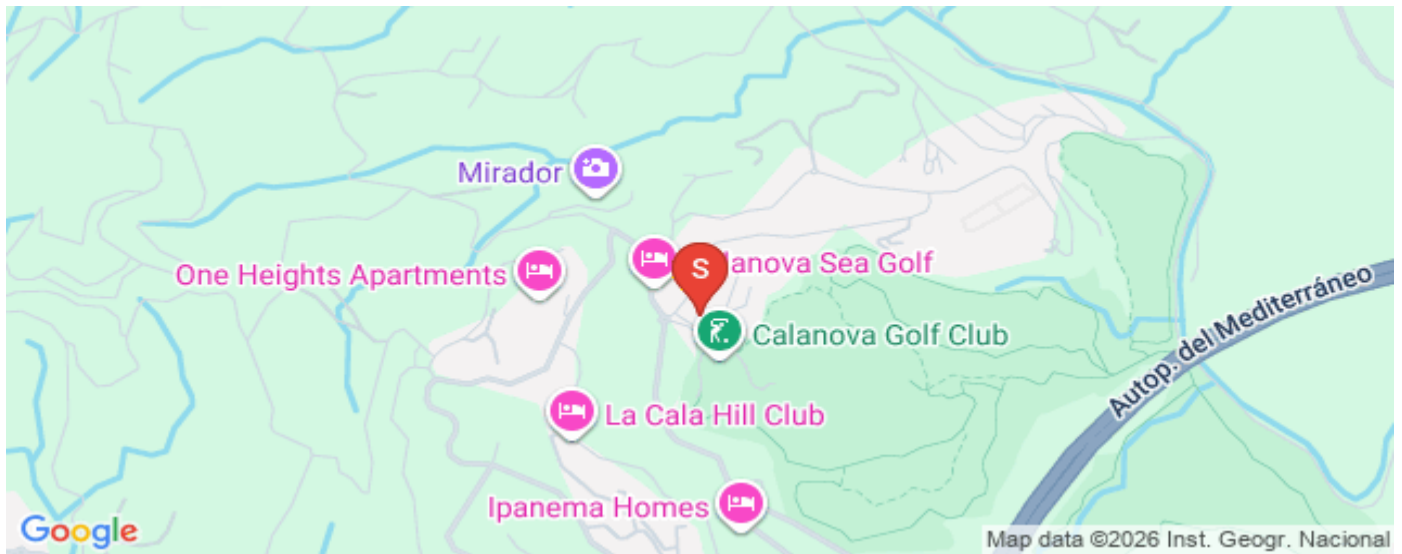 Mirador
One Heights Apartments
S
lanova Sea Golf
Calanova Golf Club
Autop. del Mediterráneo
La Cala Hill Club
Ipanema Homes
Google
Map data ©2026 Inst. Geogr. Nacional